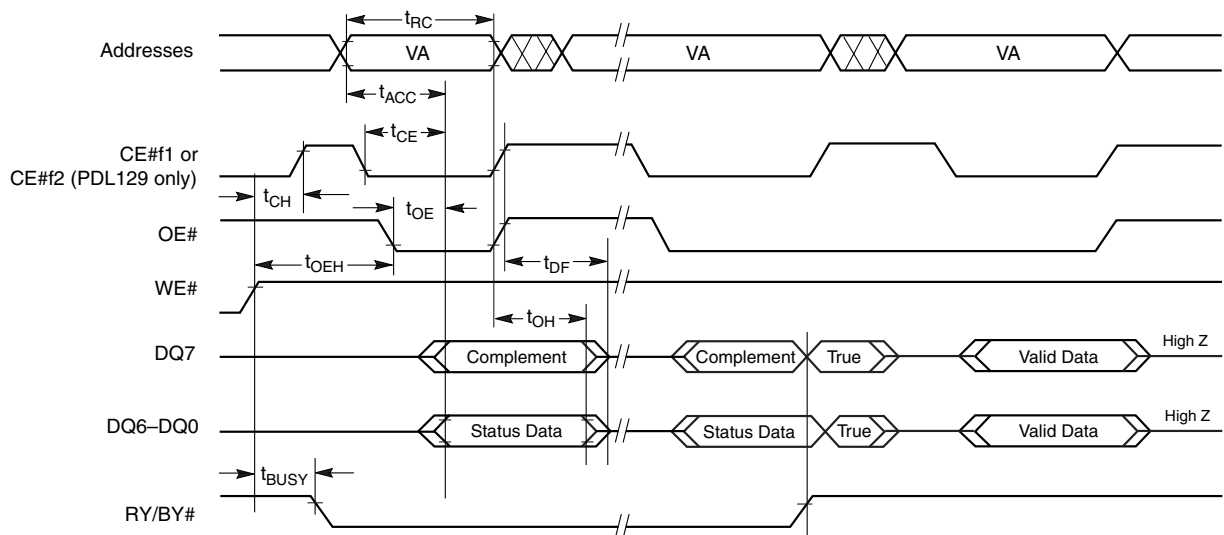 tRC
Addresses VA VA VA
tACC
tCE
CE#f1 or
CE#f2 (PDL129 only)
tCH tOE
OE#
tOEH tDF
WE#
tOH
DQ7 Complement Complement True Valid Data High Z
DQ6–DQ0 Status Data Status Data True Valid Data High Z
tBUSY
RY/BY#